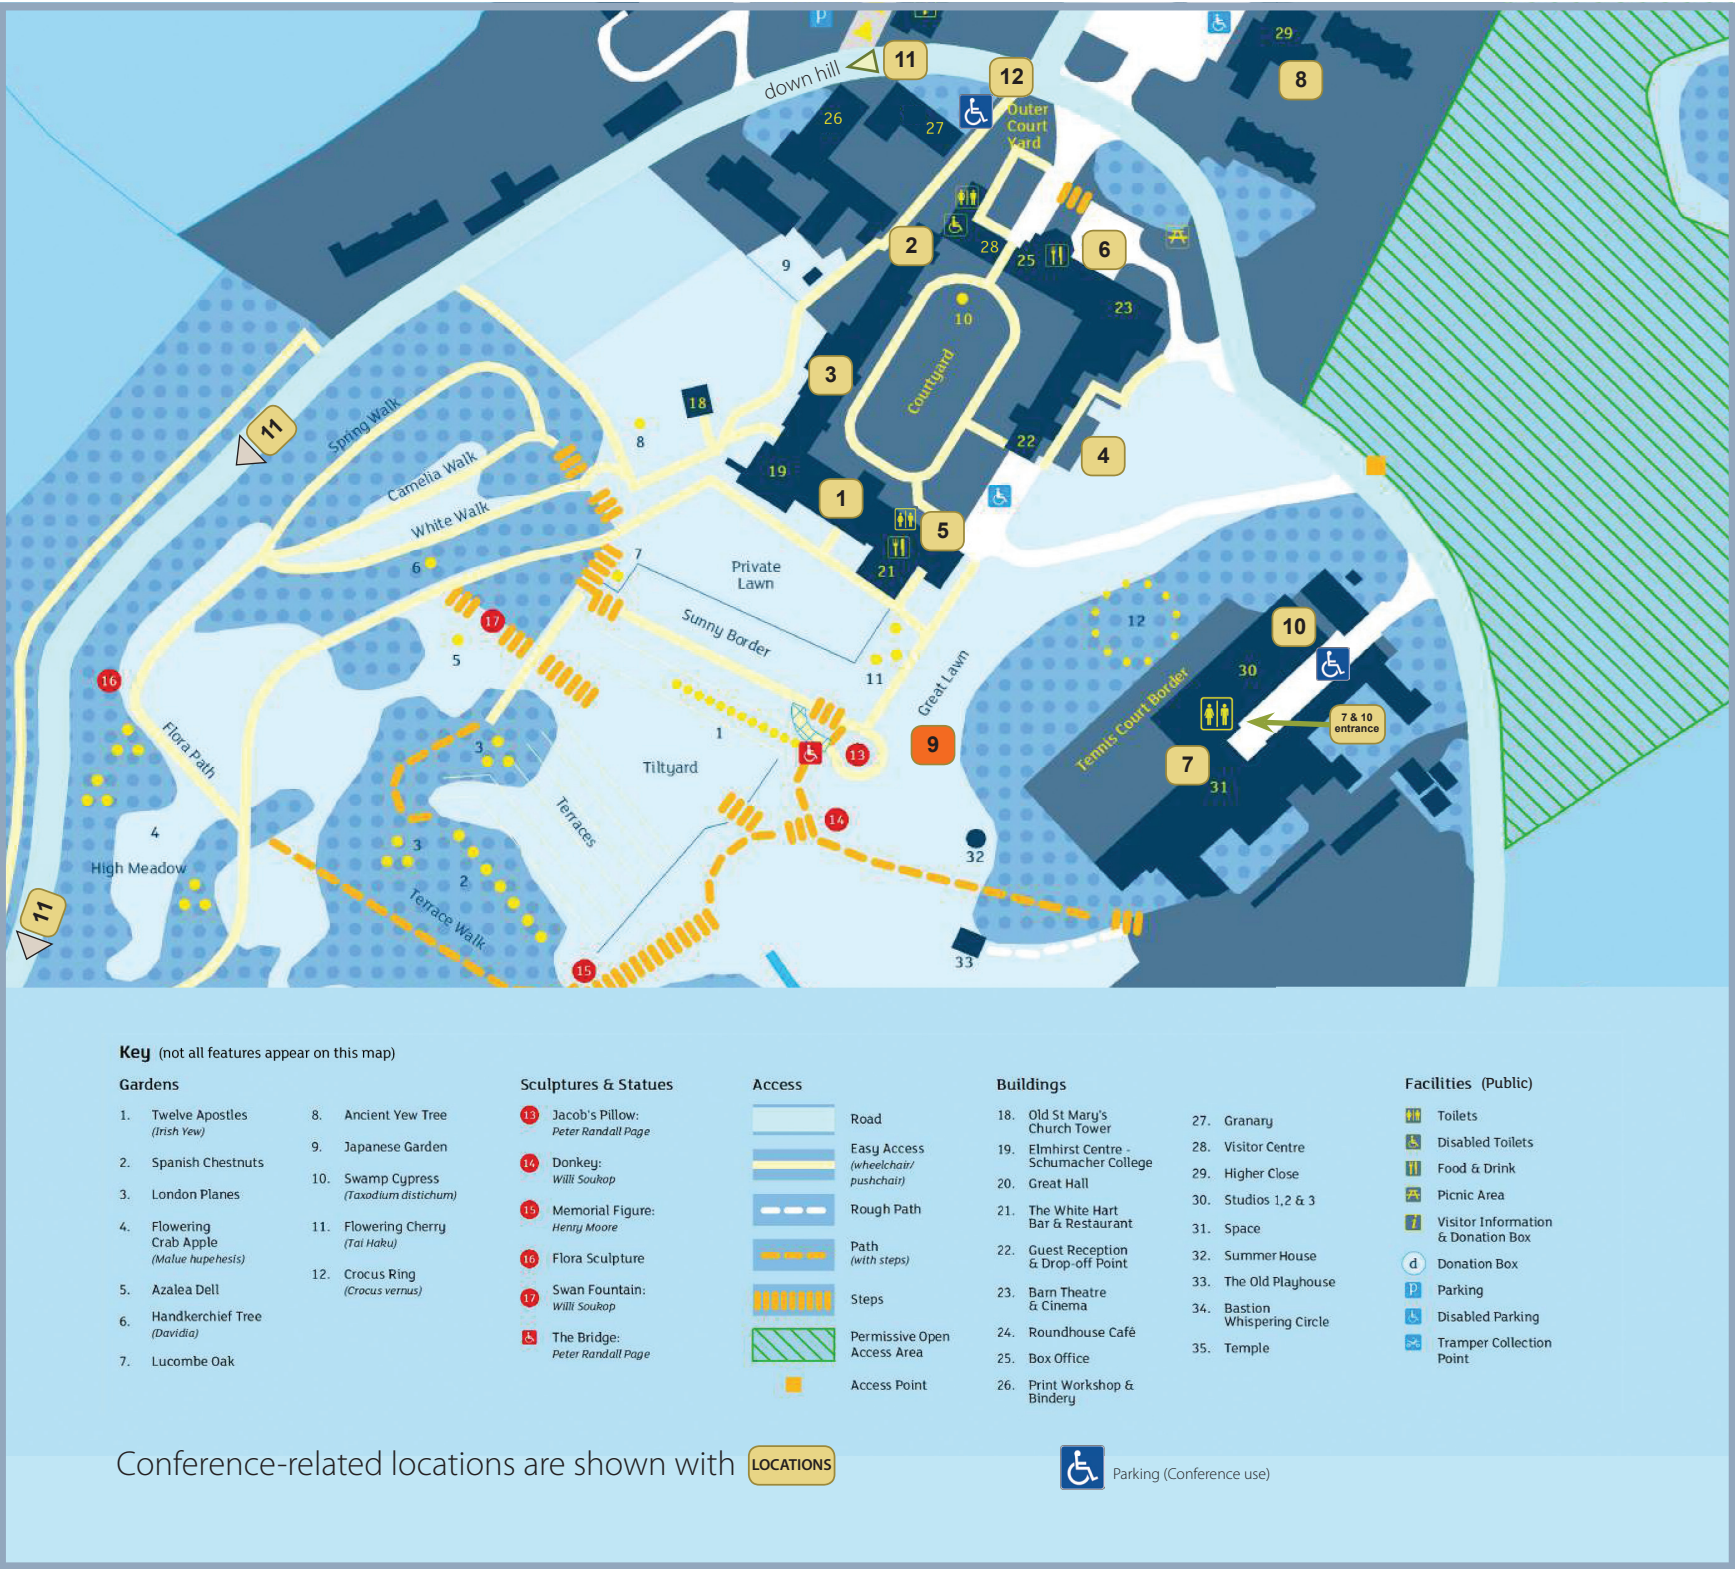 P
29
11
down hill
12
8
26
27
Outer
Court
Yard
2
28
25
6
9
10
23
3
Courtyard
18
11
Spring Walk
8
22
4
Camelia Walk
19
1
White Walk
5
7
6
21
Private
Lawn
12
17
Sunny Border
10
5
11
Great Lawn
30
16
Tennis Court Border
7 & 10
entrance
Flora Path
1
9
3
13
7
Tiltyard
31
Terraces
14
4
3
32
High Meadow
2
11
Terrace Walk
33
15
Key (not all features appear on this map)
Gardens
1. Twelve Apostles
(Irish Yew)
2. Spanish Chestnuts
3. London Planes
4. Flowering
Crab Apple
(Malue hupehesis)
5. Azalea Dell
6. Handkerchief Tree
(Davidia)
7. Lucombe Oak
8. Ancient Yew Tree
9. Japanese Garden
10. Swamp Cypress
(Taxodium distichum)
11. Flowering Cherry
(Tai Haku)
12. Crocus Ring
(Crocus vernus)
Sculptures & Statues
13 Jacob's Pillow:
Peter Randall Page
14 Donkey:
Willi Soukop
15 Memorial Figure:
Henry Moore
16 Flora Sculpture
17 Swan Fountain:
Willi Soukop
The Bridge:
Peter Randall Page
Access
Road
Easy Access
(wheelchair/
pushchair)
Rough Path
Path
(with steps)
Steps
Permissive Open
Access Area
Access Point
Buildings
18. Old St Mary's
Church Tower
19. Elmhirst Centre -
Schumacher College
20. Great Hall
21. The White Hart
Bar & Restaurant
22. Guest Reception
& Drop-off Point
23. Barn Theatre
& Cinema
24. Roundhouse Café
25. Box Office
26. Print Workshop &
Bindery
27. Granary
28. Visitor Centre
29. Higher Close
30. Studios 1,2 & 3
31. Space
32. Summer House
33. The Old Playhouse
34. Bastion
Whispering Circle
35. Temple
Facilities (Public)
Toilets
Disabled Toilets
Food & Drink
Picnic Area
i Visitor Information
& Donation Box
d Donation Box
P Parking
Disabled Parking
Tramper Collection
Point
Conference-related locations are shown with LOCATIONS
Parking (Conference use)